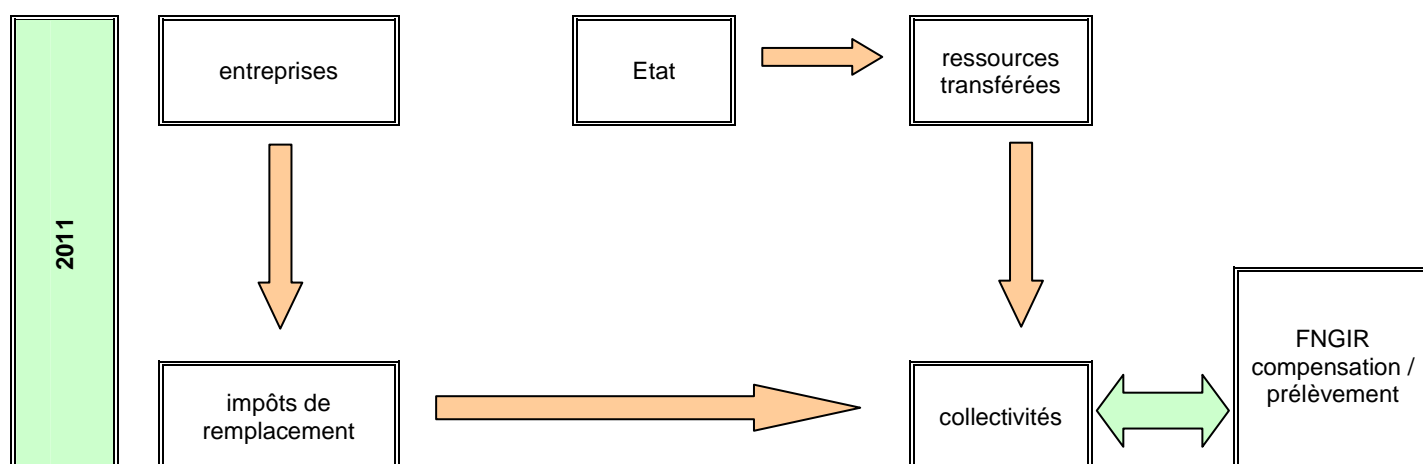 2011
entreprises
Etat
ressources
transférées
impôts de
remplacement
collectivités
FNGIR
compensation /
prélèvement